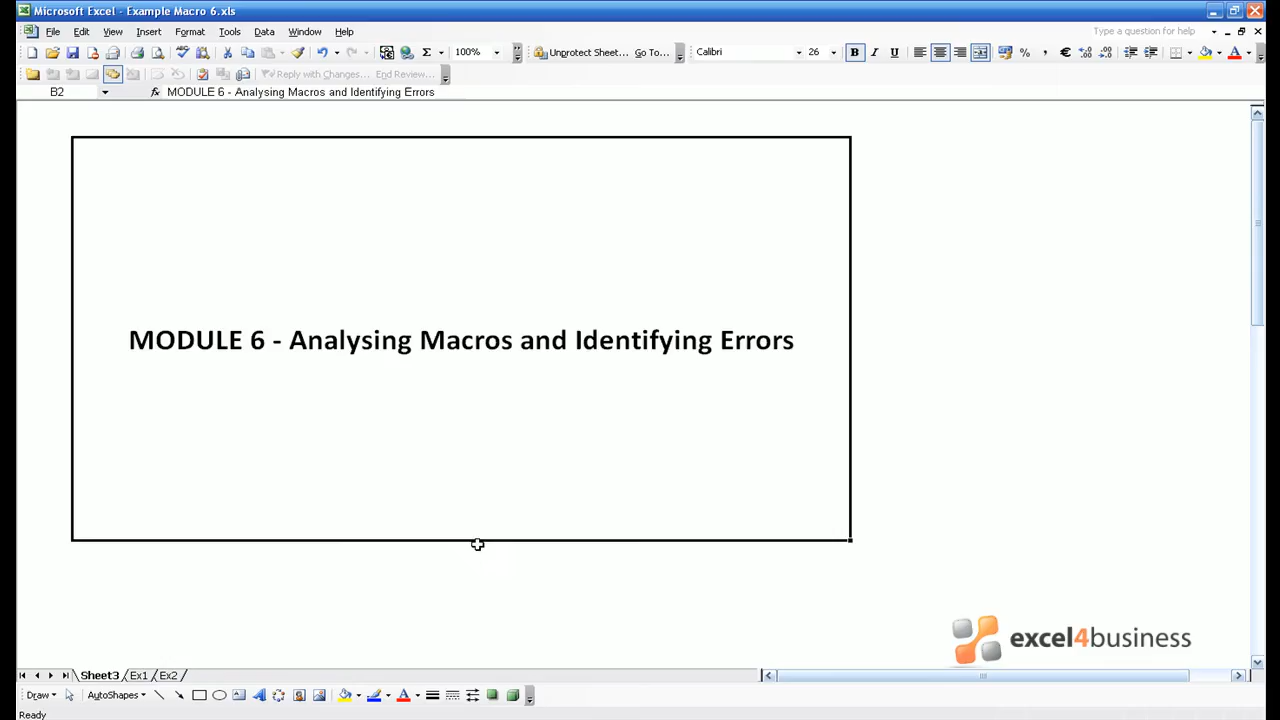 Microsoft Excel - Example Macro 6.xls
File Edit View Insert Format Tools Data Window Help
Type a question for help
100%
Unprotect Sheet... Go To...
Calibri
26
B I U
Reply with Changes... End Review...
B2
fx MODULE 6 - Analysing Macros and Identifying Errors
MODULE 6 - Analysing Macros and Identifying Errors
excel4business
Sheet3 Ex1 Ex2
Draw AutoShapes
Ready